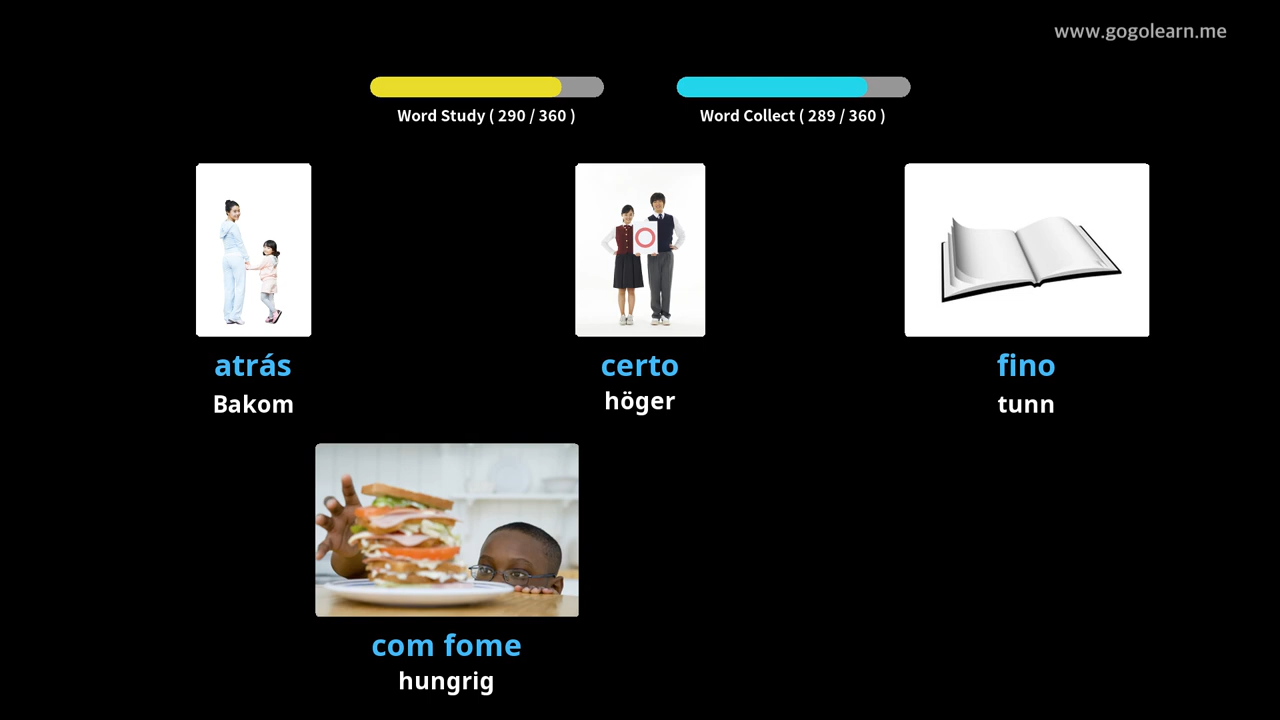 www.gogolearn.me
Word Study ( 290 / 360 )
Word Collect ( 289 / 360 )
atrás
Bakom
certo
höger
fino
tunn
com fome
hungrig